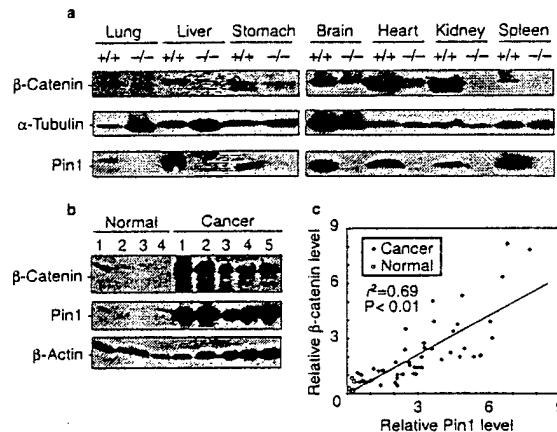 a
Lung Liver Stomach Brain Heart Kidney Spleen
+/+ −/− +/+ −/− +/+ −/− +/+ −/− +/+ −/− +/+ −/− +/+ −/−
β-Catenin
α-Tubulin
Pin1
b
Normal Cancer
1 2 3 4 1 2 3 4 5
β-Catenin
Pin1
β-Actin
c
9
Cancer
Normal
r²=0.69
P< 0.01
6
3
0
3 6 9
Relative β-catenin level
Relative Pin1 level